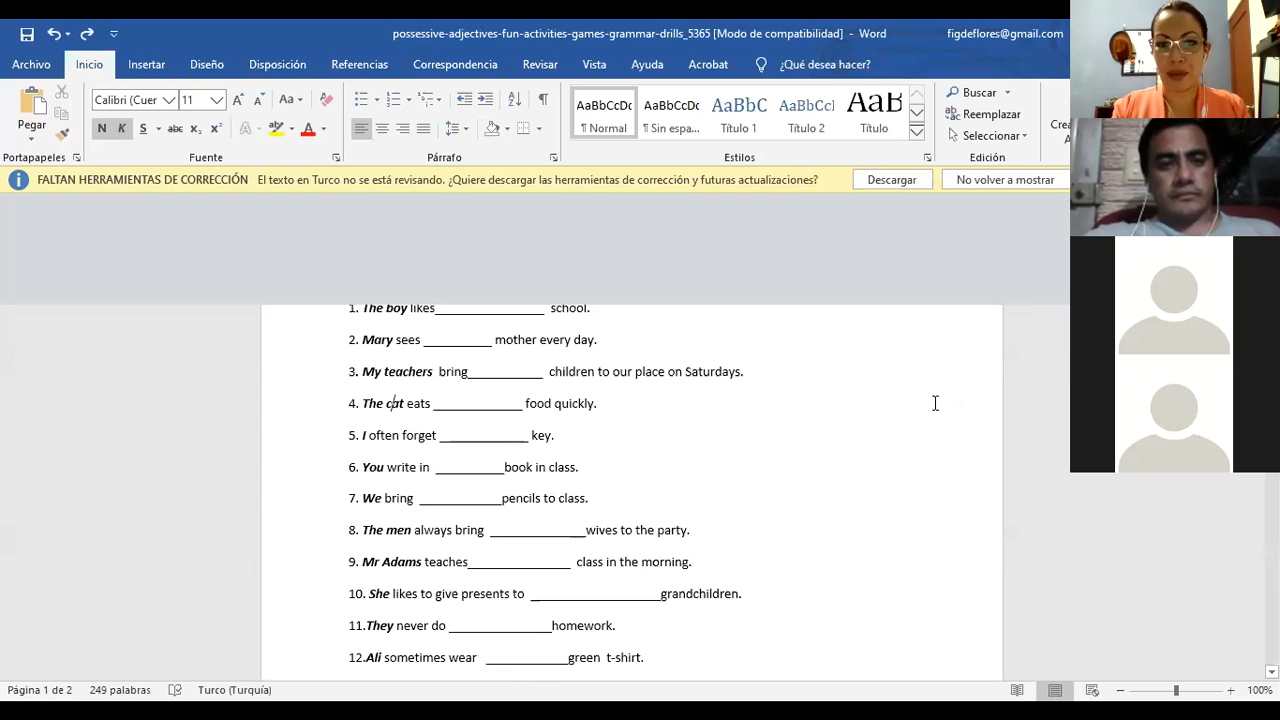 possessive-adjectives-fun-activities-games-grammar-drills_5365 [Modo de compatibilidad] – Word
figdeflores@gmail.com
Archivo Inicio Insertar Diseño Disposición Referencias Correspondencia Revisar Vista Ayuda Acrobat ¿Qué desea hacer?
Calibri (Cuer 11 Aa
AaBbCcDc AaBbCcDc AaBbC AaBbCcI AaB
Buscar
Reemplazar
Seleccionar
Pegar
N K S abc x₂ x² A A
¶ Normal ¶ Sin espa... Título 1 Título 2 Título
Crea
Portapapeles Fuente Párrafo Estilos Edición
FALTAN HERRAMIENTAS DE CORRECCIÓN El texto en Turco no se está revisando. ¿Quiere descargar las herramientas de corrección y futuras actualizaciones? Descargar No volver a mostrar
1. The boy likes________________ school.
2. Mary sees __________ mother every day.
3. My teachers bring___________ children to our place on Saturdays.
4. The cat eats _____________ food quickly.
5. I often forget _____________ key.
6. You write in __________book in class.
7. We bring ____________pencils to class.
8. The men always bring ______________wives to the party.
9. Mr Adams teaches_______________ class in the morning.
10. She likes to give presents to ___________________grandchildren.
11.They never do _______________homework.
12.Ali sometimes wear ____________green t-shirt.
Página 1 de 2 249 palabras Turco (Turquía) 100%